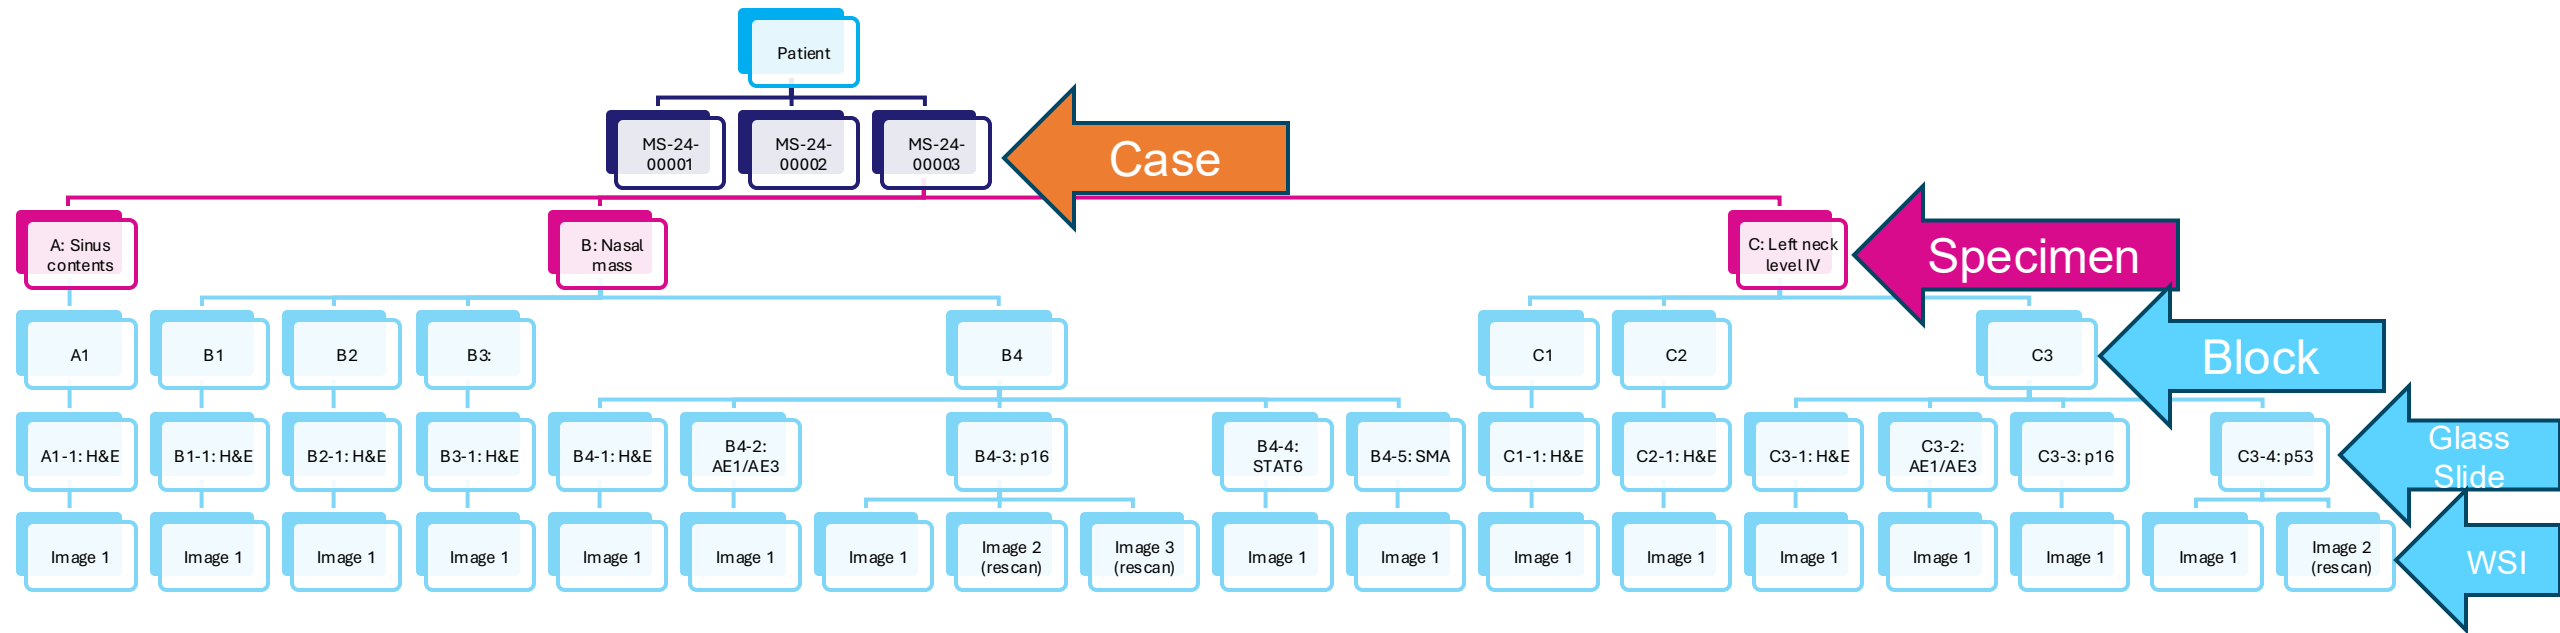 Patient
MS-24-
00001
MS-24-
00002
MS-24-
00003
Case
A: Sinus
contents
B: Nasal
mass
C: Left neck
level IV
Specimen
A1
B1
B2
B3:
B4
C1
C2
C3
Block
A1-1: H&E
B1-1: H&E
B2-1: H&E
B3-1: H&E
B4-1: H&E
B4-2:
AE1/AE3
B4-3: p16
B4-4:
STAT6
B4-5: SMA
C1-1: H&E
C2-1: H&E
C3-1: H&E
C3-2:
AE1/AE3
C3-3: p16
C3-4: p53
Glass
Slide
Image 1
Image 1
Image 1
Image 1
Image 1
Image 1
Image 1
Image 2
(rescan)
Image 3
(rescan)
Image 1
Image 1
Image 1
Image 1
Image 1
Image 1
Image 1
Image 1
Image 2
(rescan)
WSI